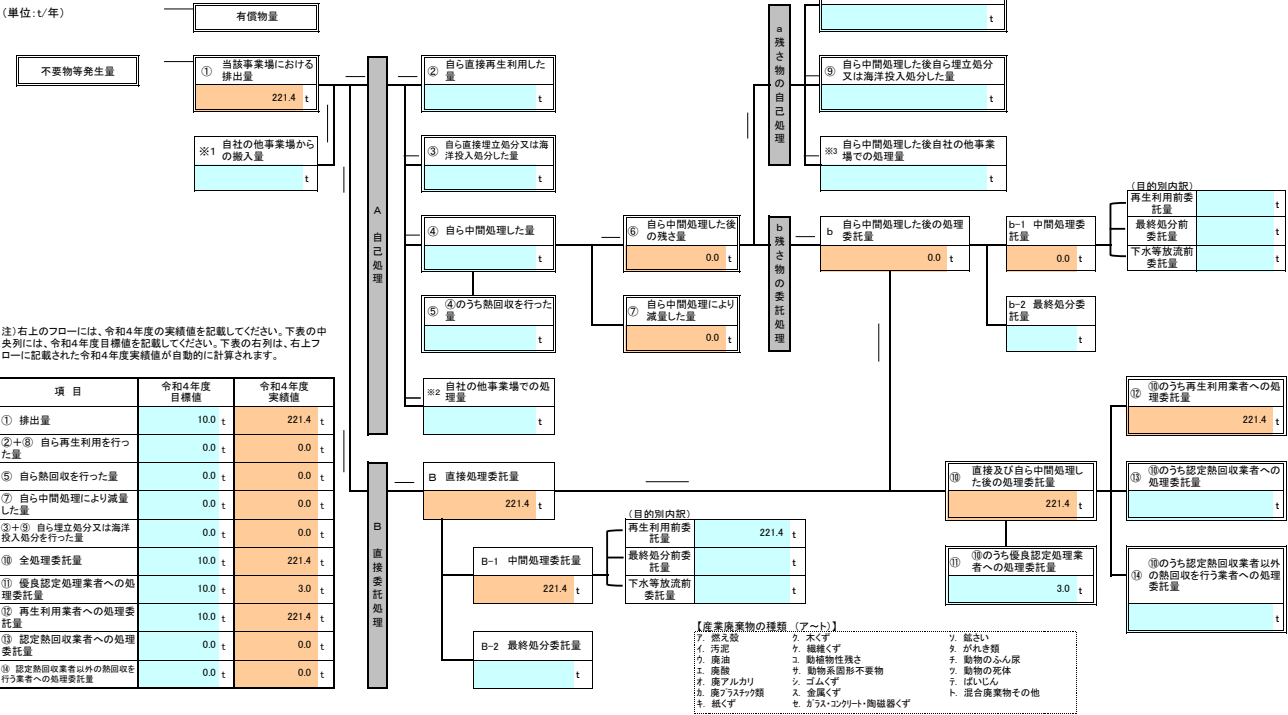 (単位:t/年)
有償物量
不要物等発生量
① 当該事業場における
排出量
221.4 t
※1 自社の他事業場から
の搬入量
t
A 自己処理
② 自ら直接再生利用した
量
t
③ 自ら直接埋立処分又は海
洋投入処分した量
t
④ 自ら中間処理した量
t
⑤ ④のうち熱回収を行った
量
t
※2 自社の他事業場での処
理量
t
⑥ 自ら中間処理した後
の残さ量
0.0 t
⑦ 自ら中間処理により
減量した量
0.0 t
a 残さ物の自己処理
t
⑨ 自ら中間処理した後自ら埋立処分
又は海洋投入処分した量
t
※3 自ら中間処理した後自社の他事業
場での処理量
t
b 残さ物の委託処理
b 自ら中間処理した後の処理
委託量
0.0 t
b-1 中間処理委
託量
0.0 t
(目的別内訳)
再生利用前委
託量 t
最終処分前
委託量 t
下水等放流前
委託量 t
b-2 最終処分委
託量
t
注)右上のフローには、令和4年度の実績値を記載してください。下表の中
央列には、令和4年度目標値を記載してください。下表の右列は、右上フ
ローに記載された令和4年度実績値が自動的に計算されます。
項 目 令和4年度 令和4年度
目標値 実績値
① 排出量 10.0 t 221.4 t
②+⑧ 自ら再生利用を行っ
た量 0.0 t 0.0 t
⑤ 自ら熱回収を行った量 0.0 t 0.0 t
⑦ 自ら中間処理により減量
した量 0.0 t 0.0 t
③+⑨ 自ら埋立処分又は海洋
投入処分を行った量 0.0 t 0.0 t
⑩ 全処理委託量 10.0 t 221.4 t
⑪ 優良認定処理業者への処
理委託量 10.0 t 3.0 t
⑫ 再生利用業者への処理委
託量 10.0 t 221.4 t
⑬ 認定熱回収業者への処理
委託量 0.0 t 0.0 t
⑭ 認定熱回収業者以外の熱回収を
行う業者への処理委託量 0.0 t 0.0 t
B 直接委託処理
B 直接処理委託量
221.4 t
B-1 中間処理委託量
221.4 t
(目的別内訳)
再生利用前委
託量 221.4 t
最終処分前委
託量 t
下水等放流前
委託量 t
B-2 最終処分委託量
t
⑩ 直接及び自ら中間処理し
た後の処理委託量
221.4 t
⑪ ⑩のうち優良認定処理業
者への処理委託量
3.0 t
⑫ ⑩のうち再生利用業者への処
理委託量
221.4 t
⑬ ⑩のうち認定熱回収業者への
処理委託量
t
⑭ ⑩のうち認定熱回収業者以外
の熱回収を行う業者への処理
委託量
t
【産業廃棄物の種類 (ア~ト)】
ア. 燃え殻 ク. 木くず ソ. 鉱さい
イ. 汚泥 ケ. 繊維くず タ. がれき類
ウ. 廃油 コ. 動植物性残さ チ. 動物のふん尿
エ. 廃酸 サ. 動物系固形不要物 ツ. 動物の死体
オ. 廃アルカリ シ. ゴムくず テ. ばいじん
カ. 廃プラスチック類 ス. 金属くず ト. 混合廃棄物その他
キ. 紙くず セ. ガラス・コンクリート・陶磁器くず